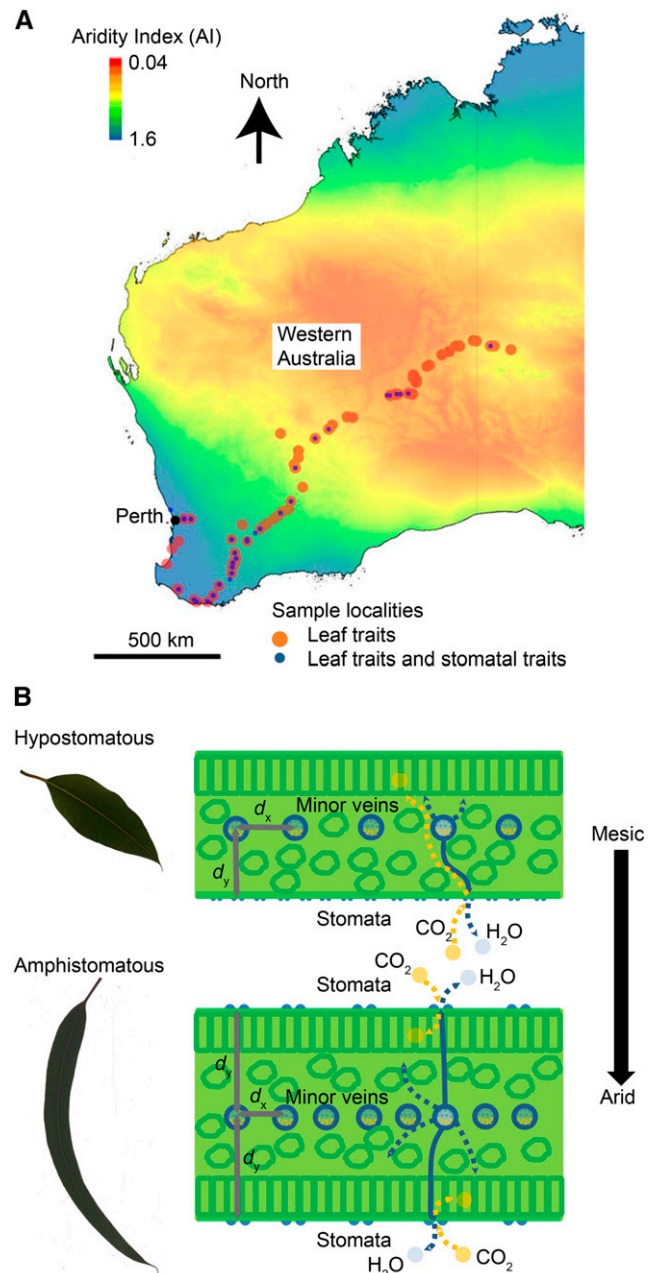 A
Aridity Index (AI)
0.04
1.6
North
Western
Australia
Perth
Sample localities
Leaf traits
Leaf traits and stomatal traits
500 km
B
Hypostomatous
Minor veins
dx
dy
Stomata
CO2
H2O
Mesic
Arid
Amphistomatous
Stomata
CO2
H2O
dy
Minor veins
dx
dy
Stomata
H2O
CO2